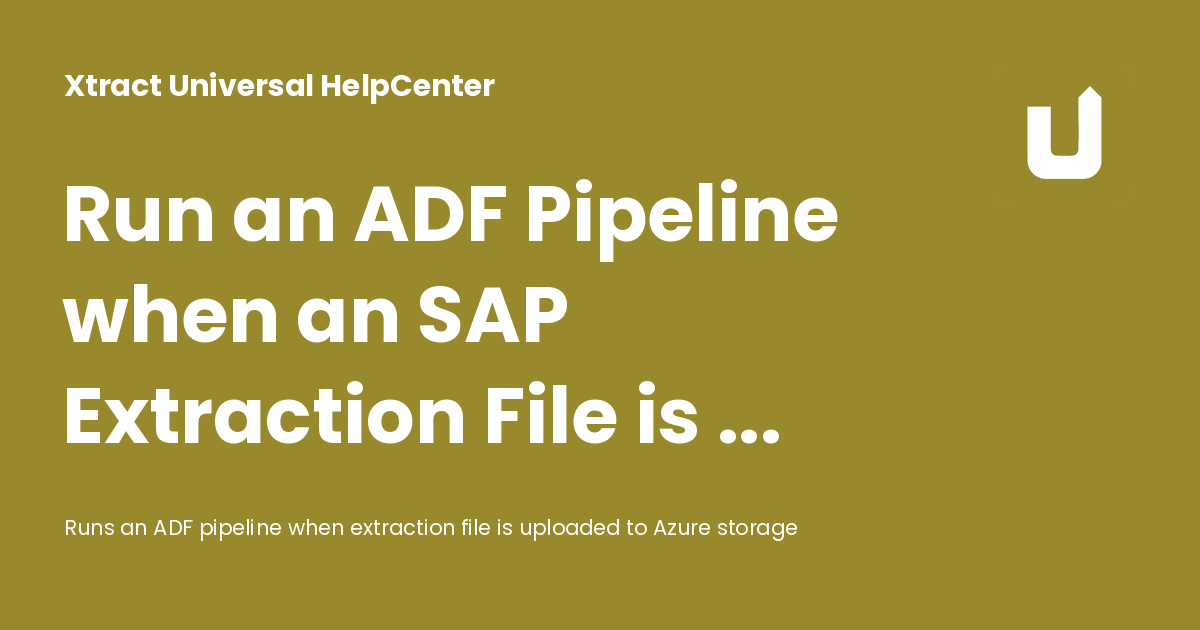 Xtract Universal HelpCenter
Run an ADF Pipeline
when an SAP
Extraction File is ...
Runs an ADF pipeline when extraction file is uploaded to Azure storage